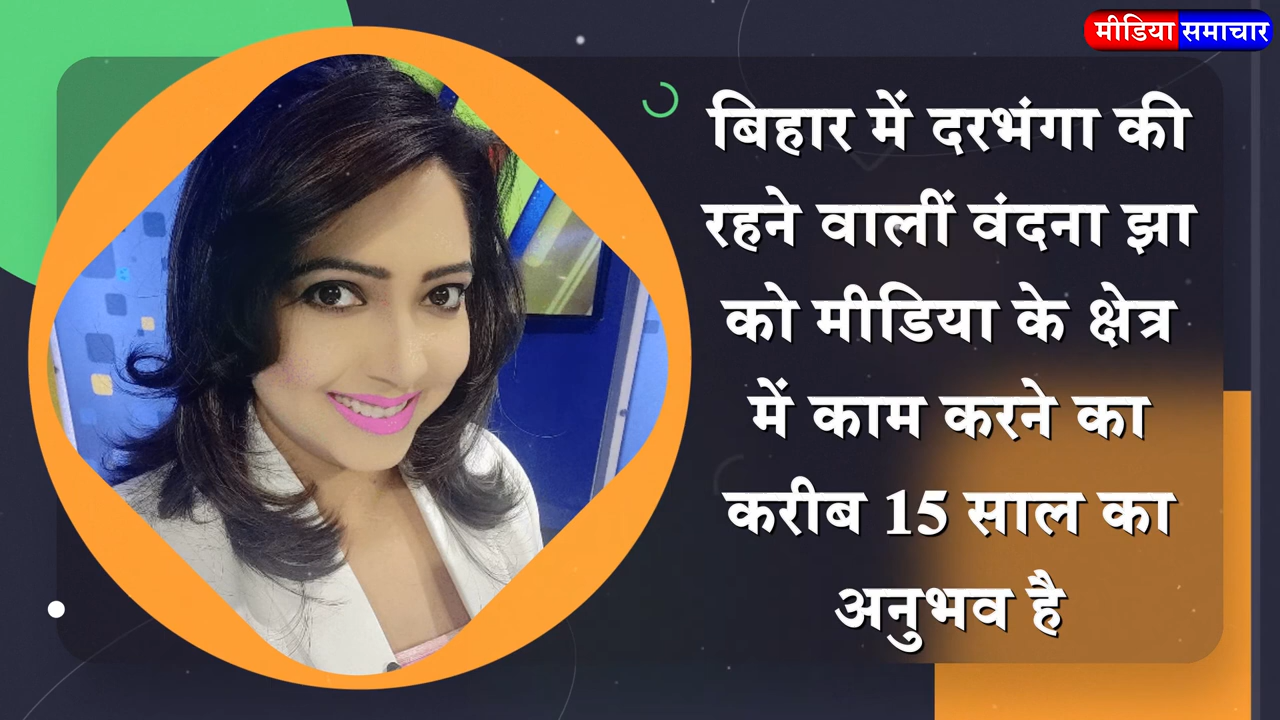 मीडिया समाचार
बिहार में दरभंगा की
रहने वालीं वंदना झा
को मीडिया के क्षेत्र
में काम करने का
करीब 15 साल का
अनुभव है